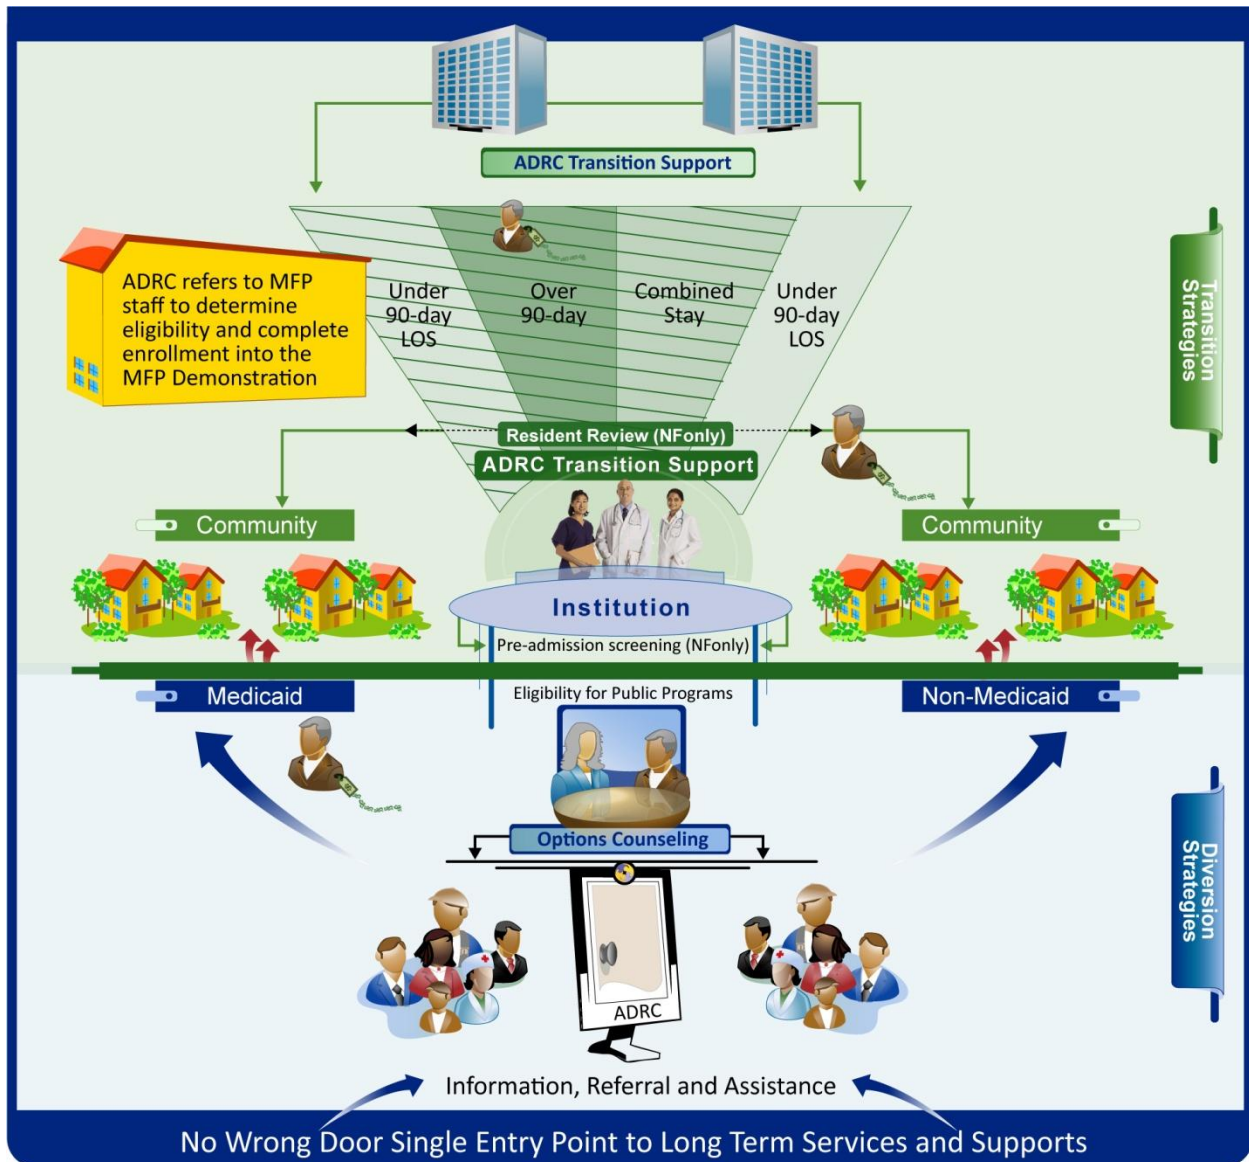 ADRC Transition Support
ADRC refers to MFP
staff to determine
eligibility and complete
enrollment into the
MFP Demonstration
Under
90-day
LOS
Over
90-day
Combined
Stay
Under
90-day
LOS
Transition
Strategies
Resident Review (NFonly)
ADRC Transition Support
Community
Community
Institution
Pre-admission screening (NFonly)
Medicaid
Eligibility for Public Programs
Non-Medicaid
Options Counseling
Diversion
Strategies
ADRC
Information, Referral and Assistance
No Wrong Door Single Entry Point to Long Term Services and Supports